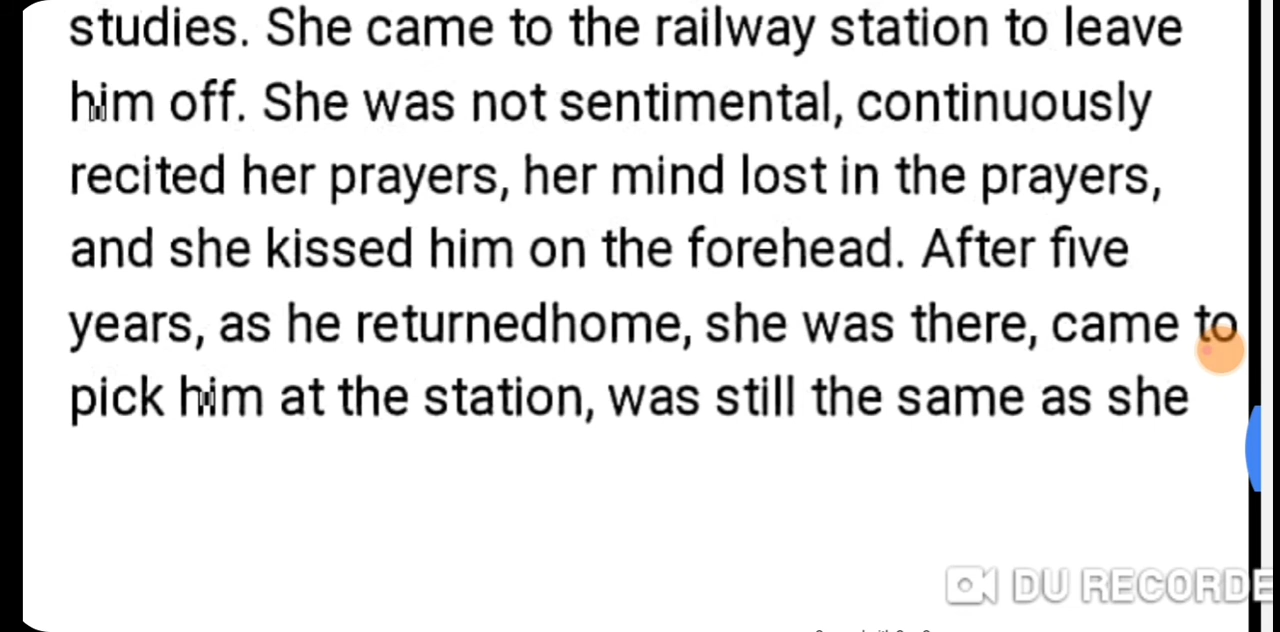 studies. She came to the railway station to leave
him off. She was not sentimental, continuously
recited her prayers, her mind lost in the prayers,
and she kissed him on the forehead. After five
years, as he returnedhome, she was there, came to
pick him at the station, was still the same as she
DU RECORDE